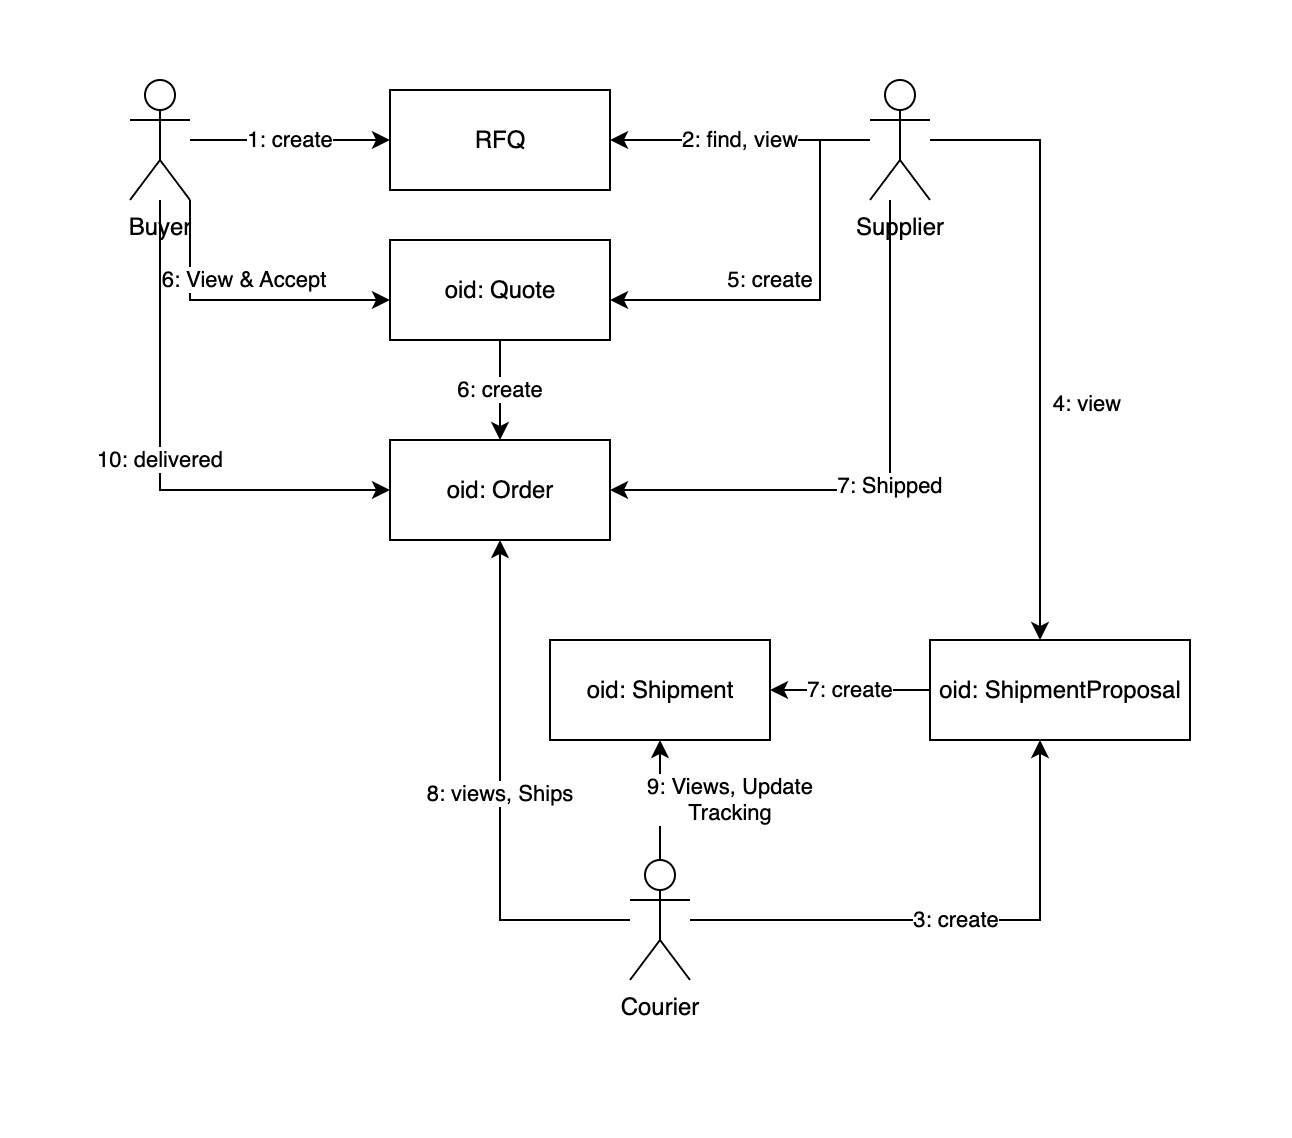 1: create
RFQ
2: find, view
Buyer
Supplier
6: View & Accept
oid: Quote
5: create
6: create
4: view
10: delivered
oid: Order
7: Shipped
oid: Shipment
7: create
oid: ShipmentProposal
8: views, Ships
9: Views, Update
Tracking
3: create
Courier